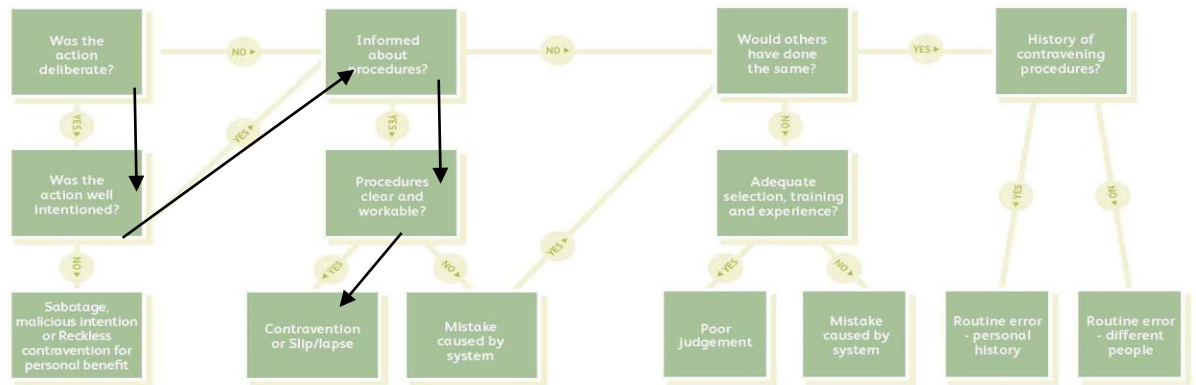 Was the
action
deliberate?
NO ►
Informed
about
procedures?
NO ►
Would others
have done
the same?
YES ►
History of
contravening
procedures?
YES ►
YES ►
YES ►
NO ►
Was the
action well
intentioned?
Procedures
clear and
workable?
Adequate
selection, training
and experience?
YES ►
NO ►
NO ►
◄ YES
NO ►
YES ►
◄ YES
NO ►
Sabotage,
malicious intention
or Reckless
contravention for
personal benefit
Contravention
or Slip/lapse
Mistake
caused by
system
Poor
judgement
Mistake
caused by
system
Routine error
- personal
history
Routine error
- different
people